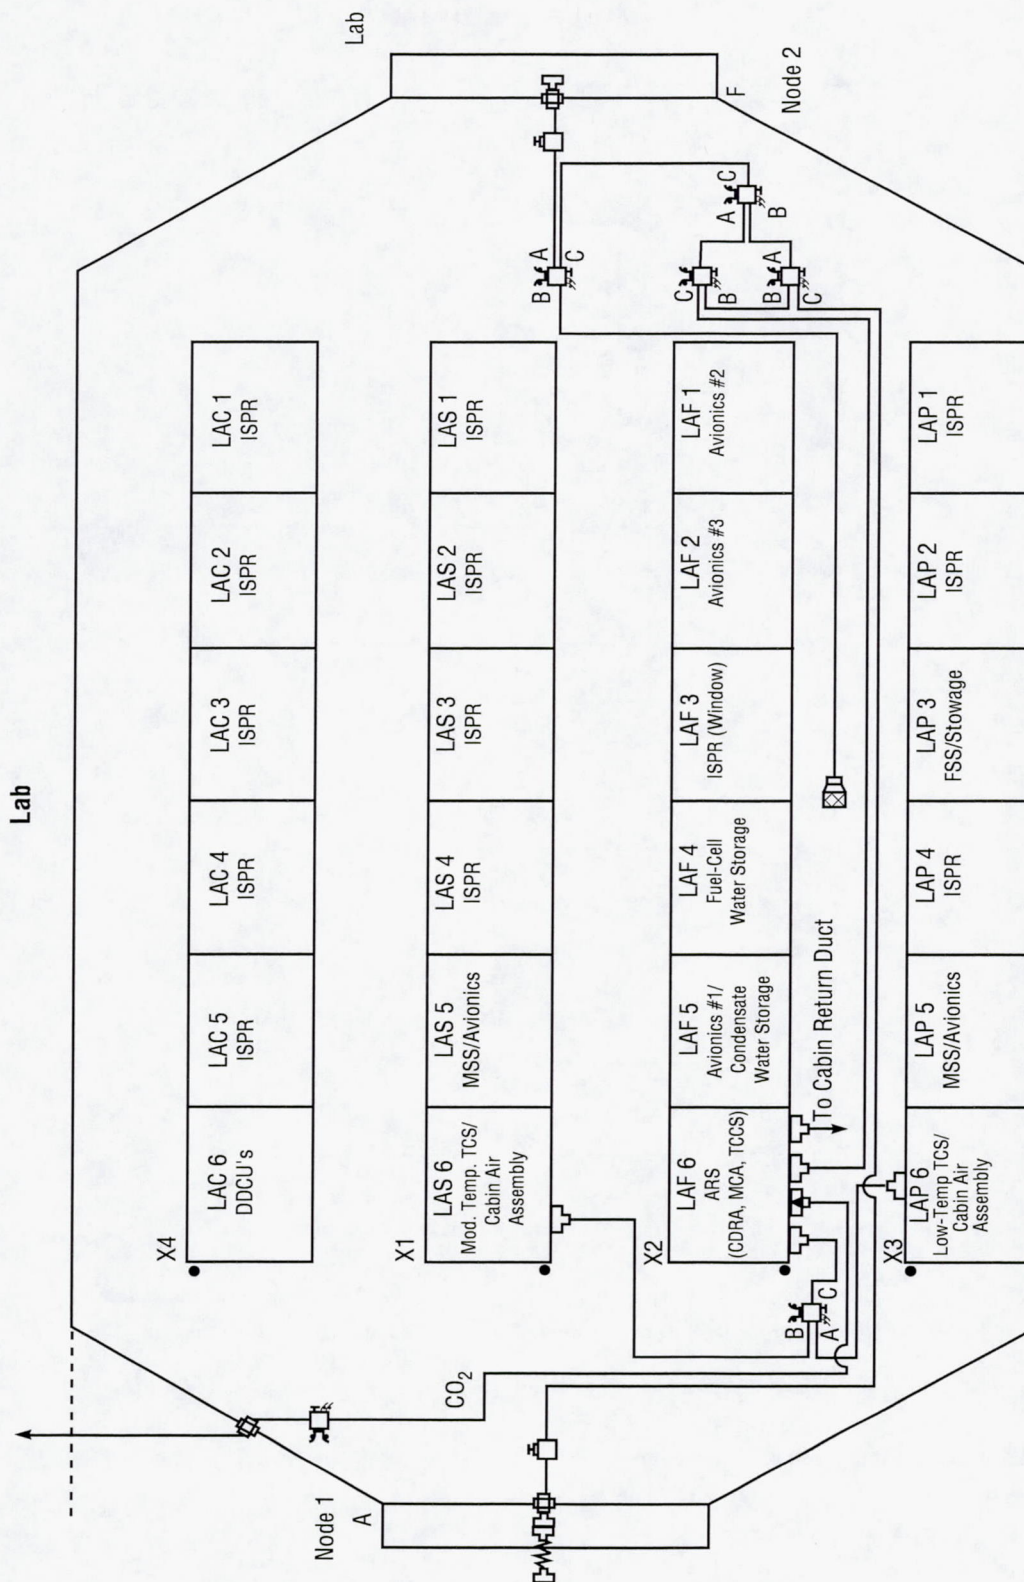 Lab
Lab
Node 2
F
Node 1
A
X4
LAC 6
DDCU's
LAC 5
ISPR
LAC 4
ISPR
LAC 3
ISPR
LAC 2
ISPR
LAC 1
ISPR
X1
LAS 6
Mod. Temp. TCS/
Cabin Air
Assembly
LAS 5
MSS/Avionics
LAS 4
ISPR
LAS 3
ISPR
LAS 2
ISPR
LAS 1
ISPR
B
A
C
X2
LAF 6
ARS
(CDRA, MCA, TCCS)
LAF 5
Avionics #1/
Condensate
Water Storage
LAF 4
Fuel-Cell
Water Storage
LAF 3
ISPR (Window)
LAF 2
Avionics #3
LAF 1
Avionics #2
C
B
A
C
B
B
A
C
To Cabin Return Duct
CO2
B
A
C
X3
LAP 6
Low-Temp TCS/
Cabin Air
Assembly
LAP 5
MSS/Avionics
LAP 4
ISPR
LAP 3
FSS/Stowage
LAP 2
ISPR
LAP 1
ISPR